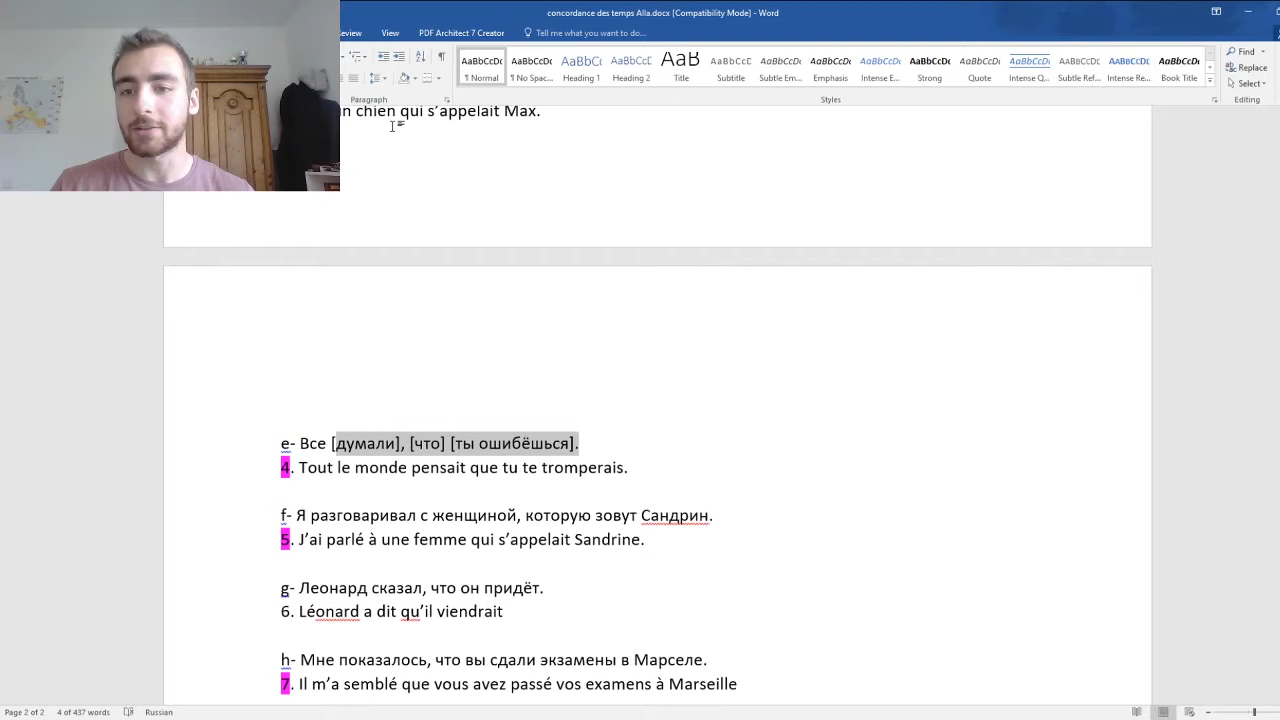 concordance des temps Alla.docx [Compatibility Mode] - Word
eview View PDF Architect 7 Creator Tell me what you want to do...
AaBbCcDc AaBbCcDc AaBbCc AaBbCcD AaB AaBbCcD AaBbCcDc AaBbCcDc AaBbCcDc AaBbCcDc AaBbCcDc AaBbCcDc AaBbCcDc AaBbCcDc AaBbCcDc
¶ Normal ¶ No Spac... Heading 1 Heading 2 Title Subtitle Subtle Em... Emphasis Intense E... Strong Quote Intense Q... Subtle Ref... Intense Re... Book Title
Find
Replace
Select
Paragraph Styles Editing
un chien qui s’appelait Max.
e- Все [думали], [что] [ты ошибёшься].
4. Tout le monde pensait que tu te tromperais.
f- Я разговаривал с женщиной, которую зовут Сандрин.
5. J’ai parlé à une femme qui s’appelait Sandrine.
g- Леонард сказал, что он придёт.
6. Léonard a dit qu’il viendrait
h- Мне показалось, что вы сдали экзамены в Марселе.
7. Il m’a semblé que vous avez passé vos examens à Marseille
Page 2 of 2 4 of 437 words Russian